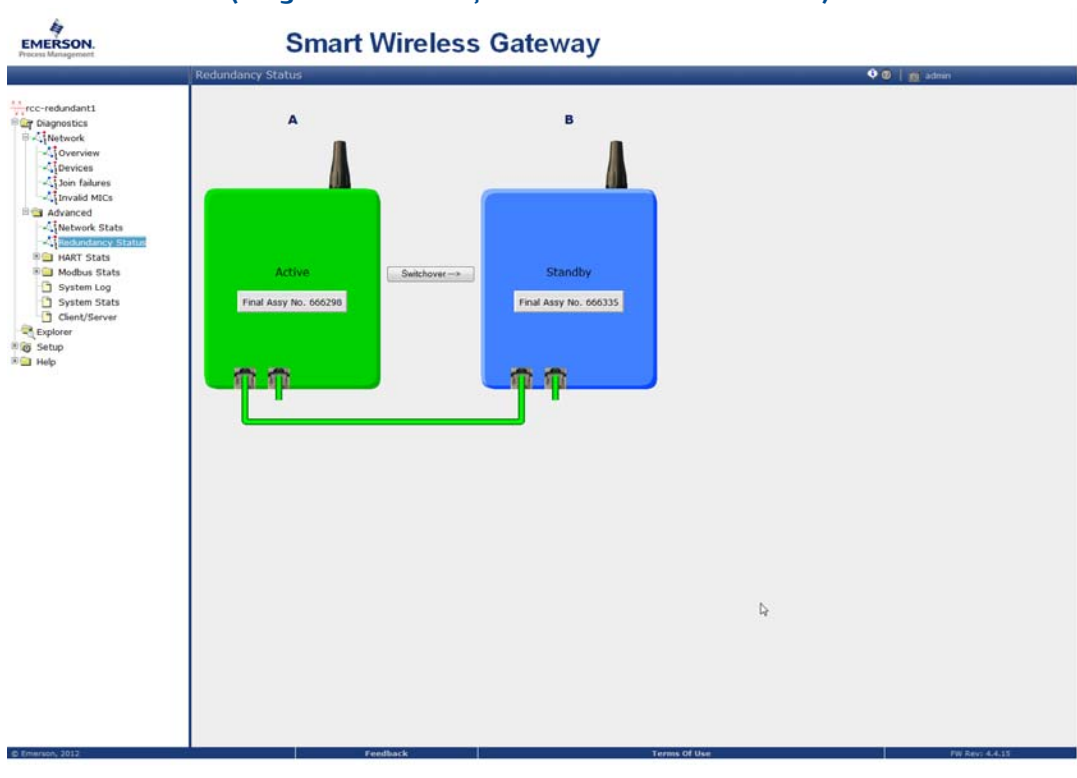 EMERSON.
Process Management
Smart Wireless Gateway
Redundancy Status
admin
rcc-redundant1
Diagnostics
Network
Overview
Devices
Join failures
Invalid MICs
Advanced
Network Stats
Redundancy Status
HART Stats
Modbus Stats
System Log
System Stats
Client/Server
Explorer
Setup
Help
A
B
Active
Switchover -->
Standby
Final Assy No. 666298
Final Assy No. 666335
© Emerson, 2012
Feedback
Terms Of Use
FW Rev: 4.4.15